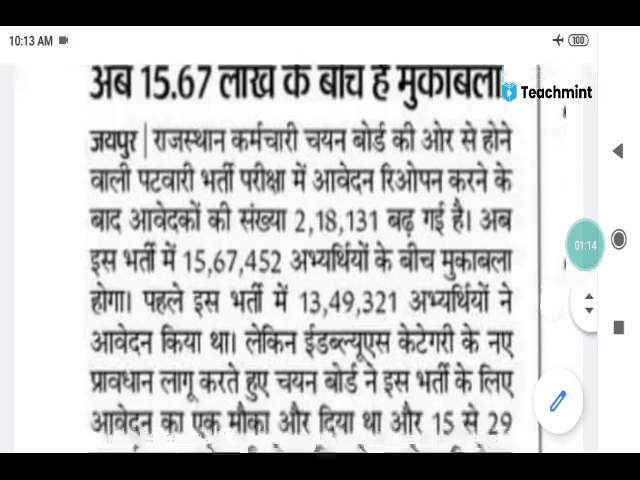 10:13 AM
100
अब 15.67 लाख के बीच है मुकाबला
Teachmint
जयपुर | राजस्थान कर्मचारी चयन बोर्ड की ओर से होने
वाली पटवारी भर्ती परीक्षा में आवेदन रिओपन करने के
बाद आवेदकों की संख्या 2,18,131 बढ़ गई है। अब
इस भर्ती में 15,67,452 अभ्यर्थियों के बीच मुकाबला
01:14
होगा। पहले इस भर्ती में 13,49,321 अभ्यर्थियों ने
आवेदन किया था। लेकिन ईडब्ल्यूएस केटेगरी के नए
प्रावधान लागू करते हुए चयन बोर्ड ने इस भर्ती के लिए
आवेदन का एक मौका और दिया था और 15 से 29